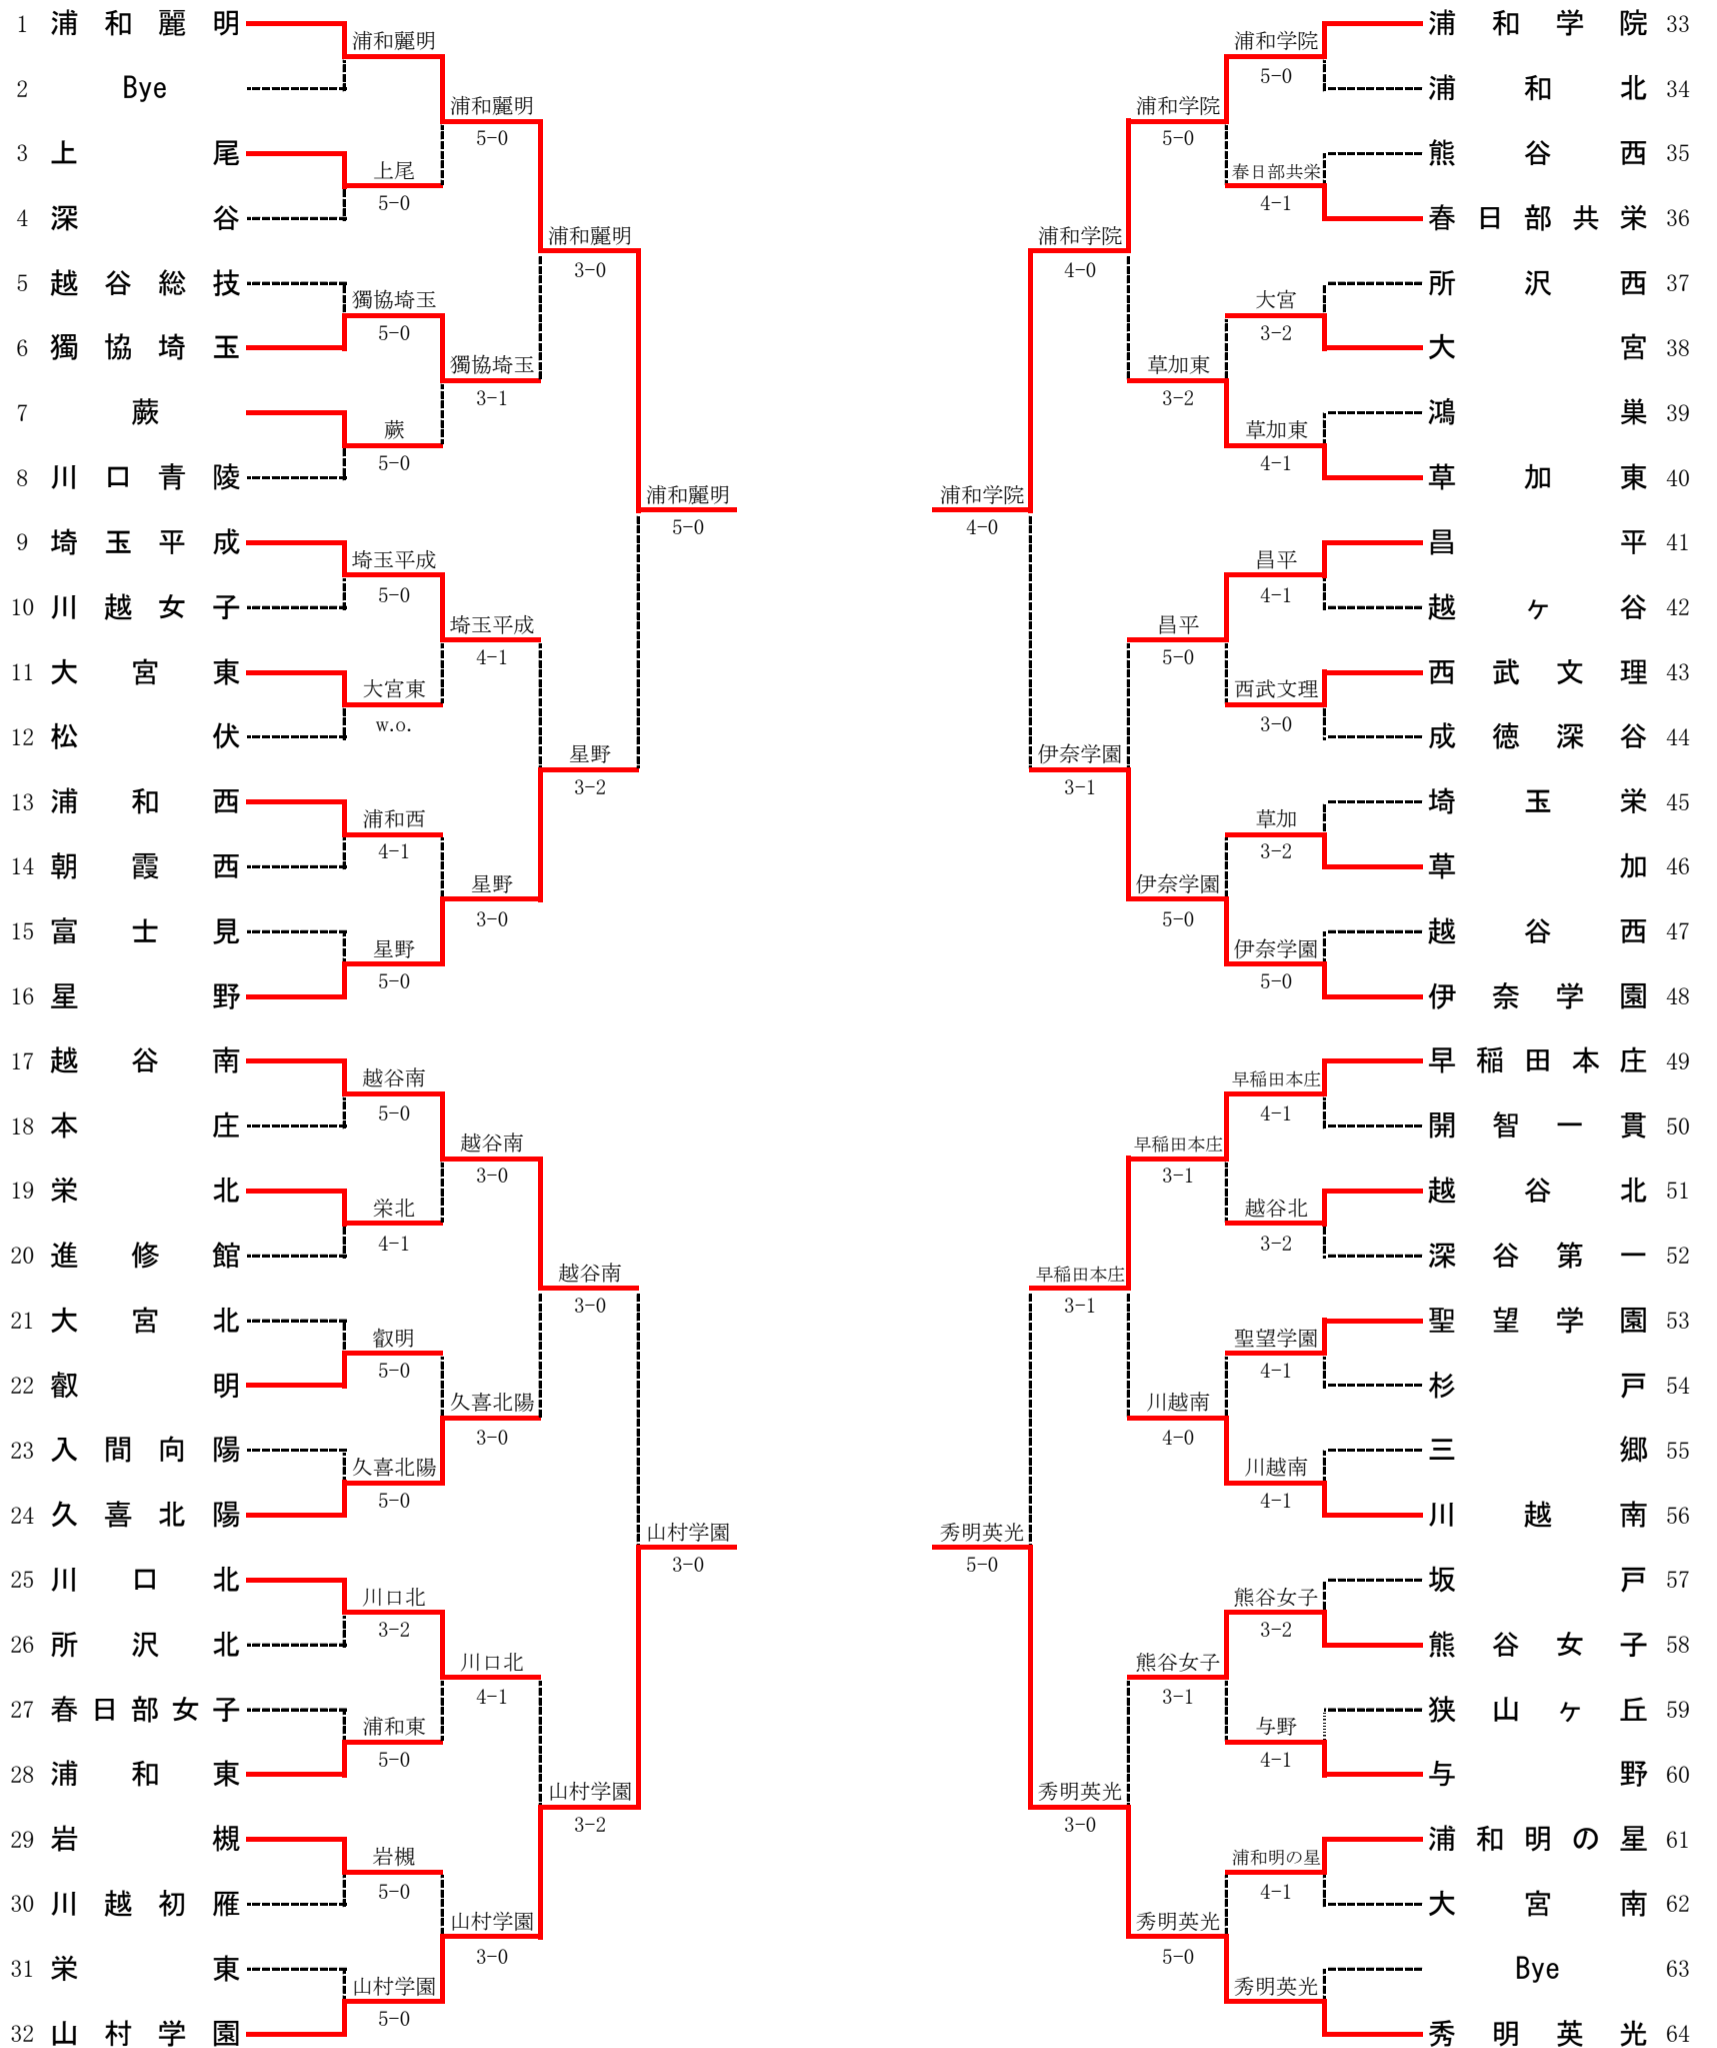 1 浦和麗明
2 Bye
3 上尾
4 深谷
5 越谷総技
6 獨協埼玉
7 蕨
8 川口青陵
9 埼玉平成
10 川越女子
11 大宮東
12 松伏
13 浦和西
14 朝霞西
15 富士見
16 星野
17 越谷南
18 本庄
19 栄北
20 進修館
21 大宮北
22 叡明
23 入間向陽
24 久喜北陽
25 川口北
26 所沢北
27 春日部女子
28 浦和東
29 岩槻
30 川越初雁
31 栄東
32 山村学園
浦和麗明
上尾
5-0
獨協埼玉
5-0
蕨
5-0
埼玉平成
5-0
大宮東
w.o.
浦和西
4-1
星野
5-0
越谷南
5-0
栄北
4-1
叡明
5-0
久喜北陽
5-0
川口北
3-2
浦和東
5-0
岩槻
5-0
山村学園
5-0
浦和麗明
5-0
獨協埼玉
3-1
埼玉平成
4-1
星野
3-0
越谷南
3-0
久喜北陽
3-0
川口北
4-1
山村学園
3-0
浦和麗明
3-0
星野
3-2
越谷南
3-0
山村学園
3-2
浦和麗明
5-0
山村学園
3-0
浦和学院
4-0
秀明英光
5-0
浦和学院
4-0
伊奈学園
3-1
早稲田本庄
3-1
秀明英光
3-0
浦和学院
5-0
草加東
3-2
昌平
5-0
伊奈学園
5-0
早稲田本庄
3-1
川越南
4-0
熊谷女子
3-1
秀明英光
5-0
浦和学院
5-0
春日部共栄
4-1
大宮
3-2
草加東
4-1
昌平
4-1
西武文理
3-0
草加
3-2
伊奈学園
5-0
早稲田本庄
4-1
越谷北
3-2
聖望学園
4-1
川越南
4-1
熊谷女子
3-2
与野
4-1
浦和明の星
4-1
秀明英光
浦和学院 33
浦和北 34
熊谷西 35
春日部共栄 36
所沢西 37
大宮 38
鴻巣 39
草加東 40
昌平 41
越ヶ谷 42
西武文理 43
成徳深谷 44
埼玉栄 45
草加 46
越谷西 47
伊奈学園 48
早稲田本庄 49
開智一貫 50
越谷北 51
深谷第一 52
聖望学園 53
杉戸 54
三郷 55
川越南 56
坂戸 57
熊谷女子 58
狭山ヶ丘 59
与野 60
浦和明の星 61
大宮南 62
Bye 63
秀明英光 64